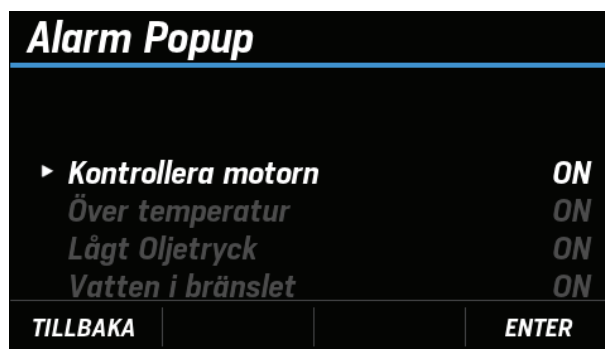 Alarm Popup
▸ Kontrollera motorn ON
Över temperatur ON
Lågt Oljetryck ON
Vatten i bränslet ON
TILLBAKA ENTER